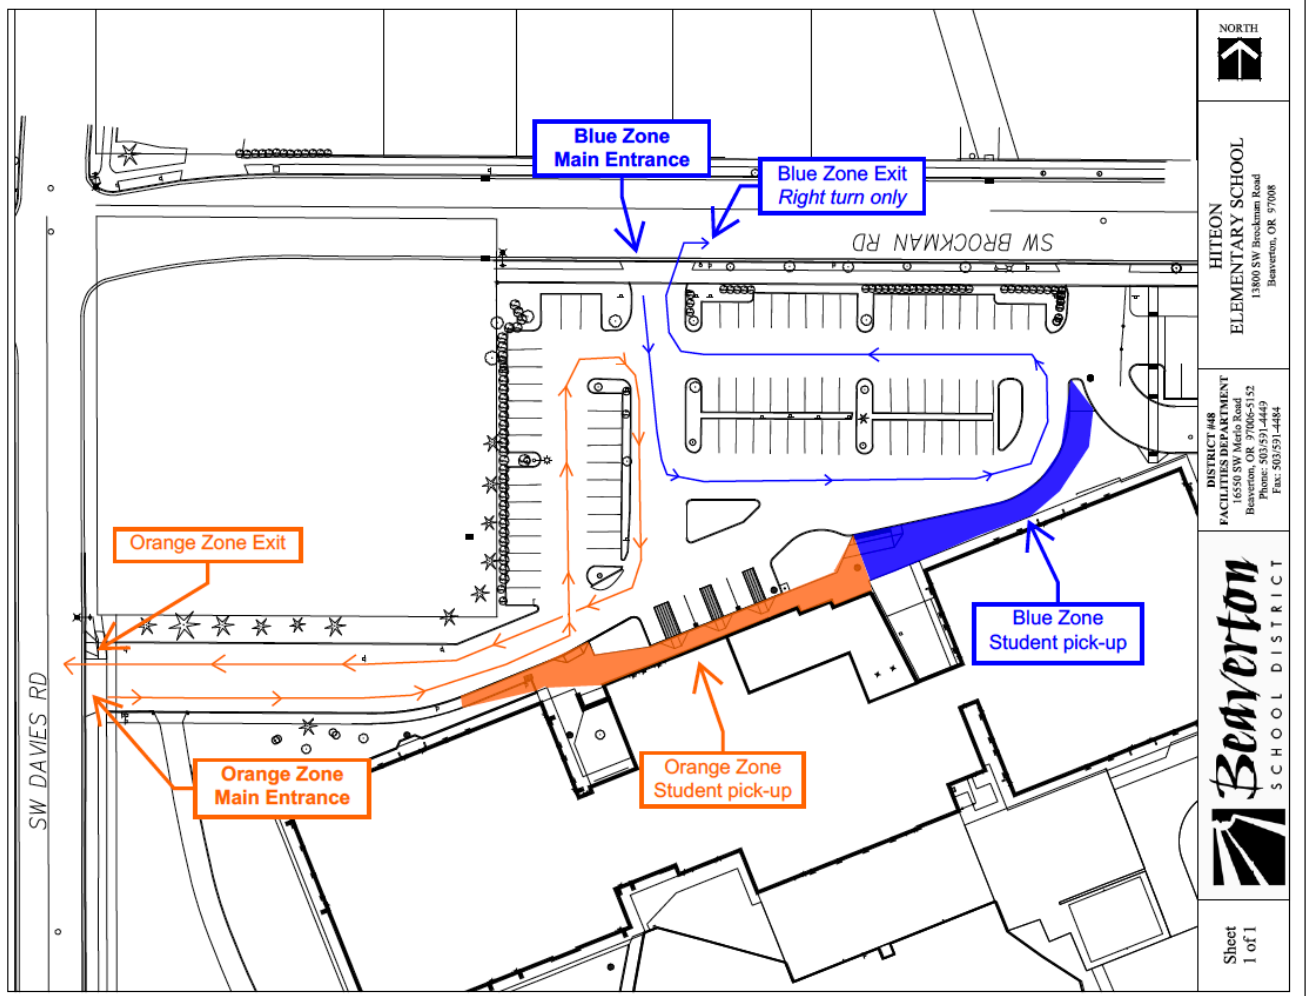 Blue Zone
Main Entrance
Blue Zone Exit
Right turn only
SW BROCKMAN RD
Orange Zone Exit
Blue Zone
Student pick-up
Orange Zone
Student pick-up
Orange Zone
Main Entrance
SW DAVIES RD
NORTH
HITEON
ELEMENTARY SCHOOL
13800 SW Brockman Road
Beaverton, OR 97008
DISTRICT #48
FACILITIES DEPARTMENT
16550 SW Merlo Road
Beaverton, OR 97006-5152
Phone: 503/591-4449
Fax: 503/591-4484
Beaverton
SCHOOL DISTRICT
Sheet
1 of 1